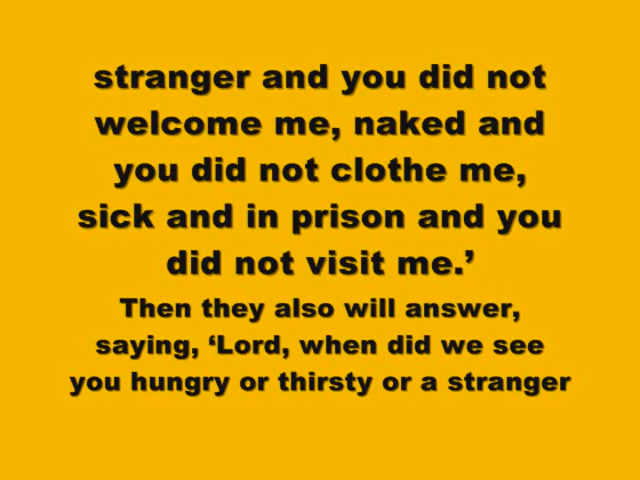 stranger and you did not
welcome me, naked and
you did not clothe me,
sick and in prison and you
did not visit me.’
Then they also will answer,
saying, ‘Lord, when did we see
you hungry or thirsty or a stranger